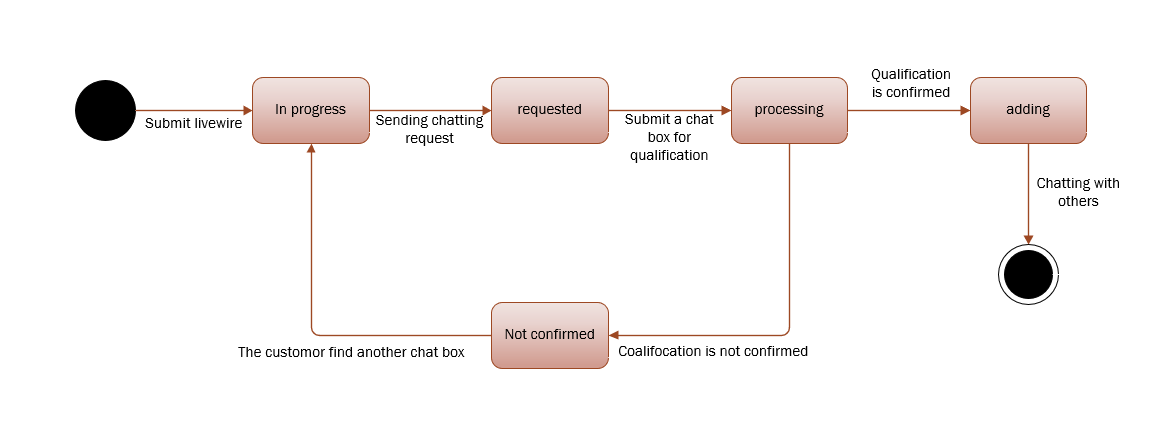 Qualification
is confirmed
In progress
requested
processing
adding
Submit livewire
Sending chatting
request
Submit a chat
box for
qualification
Chatting with
others
Not confirmed
The customor find another chat box
Coalifocation is not confirmed